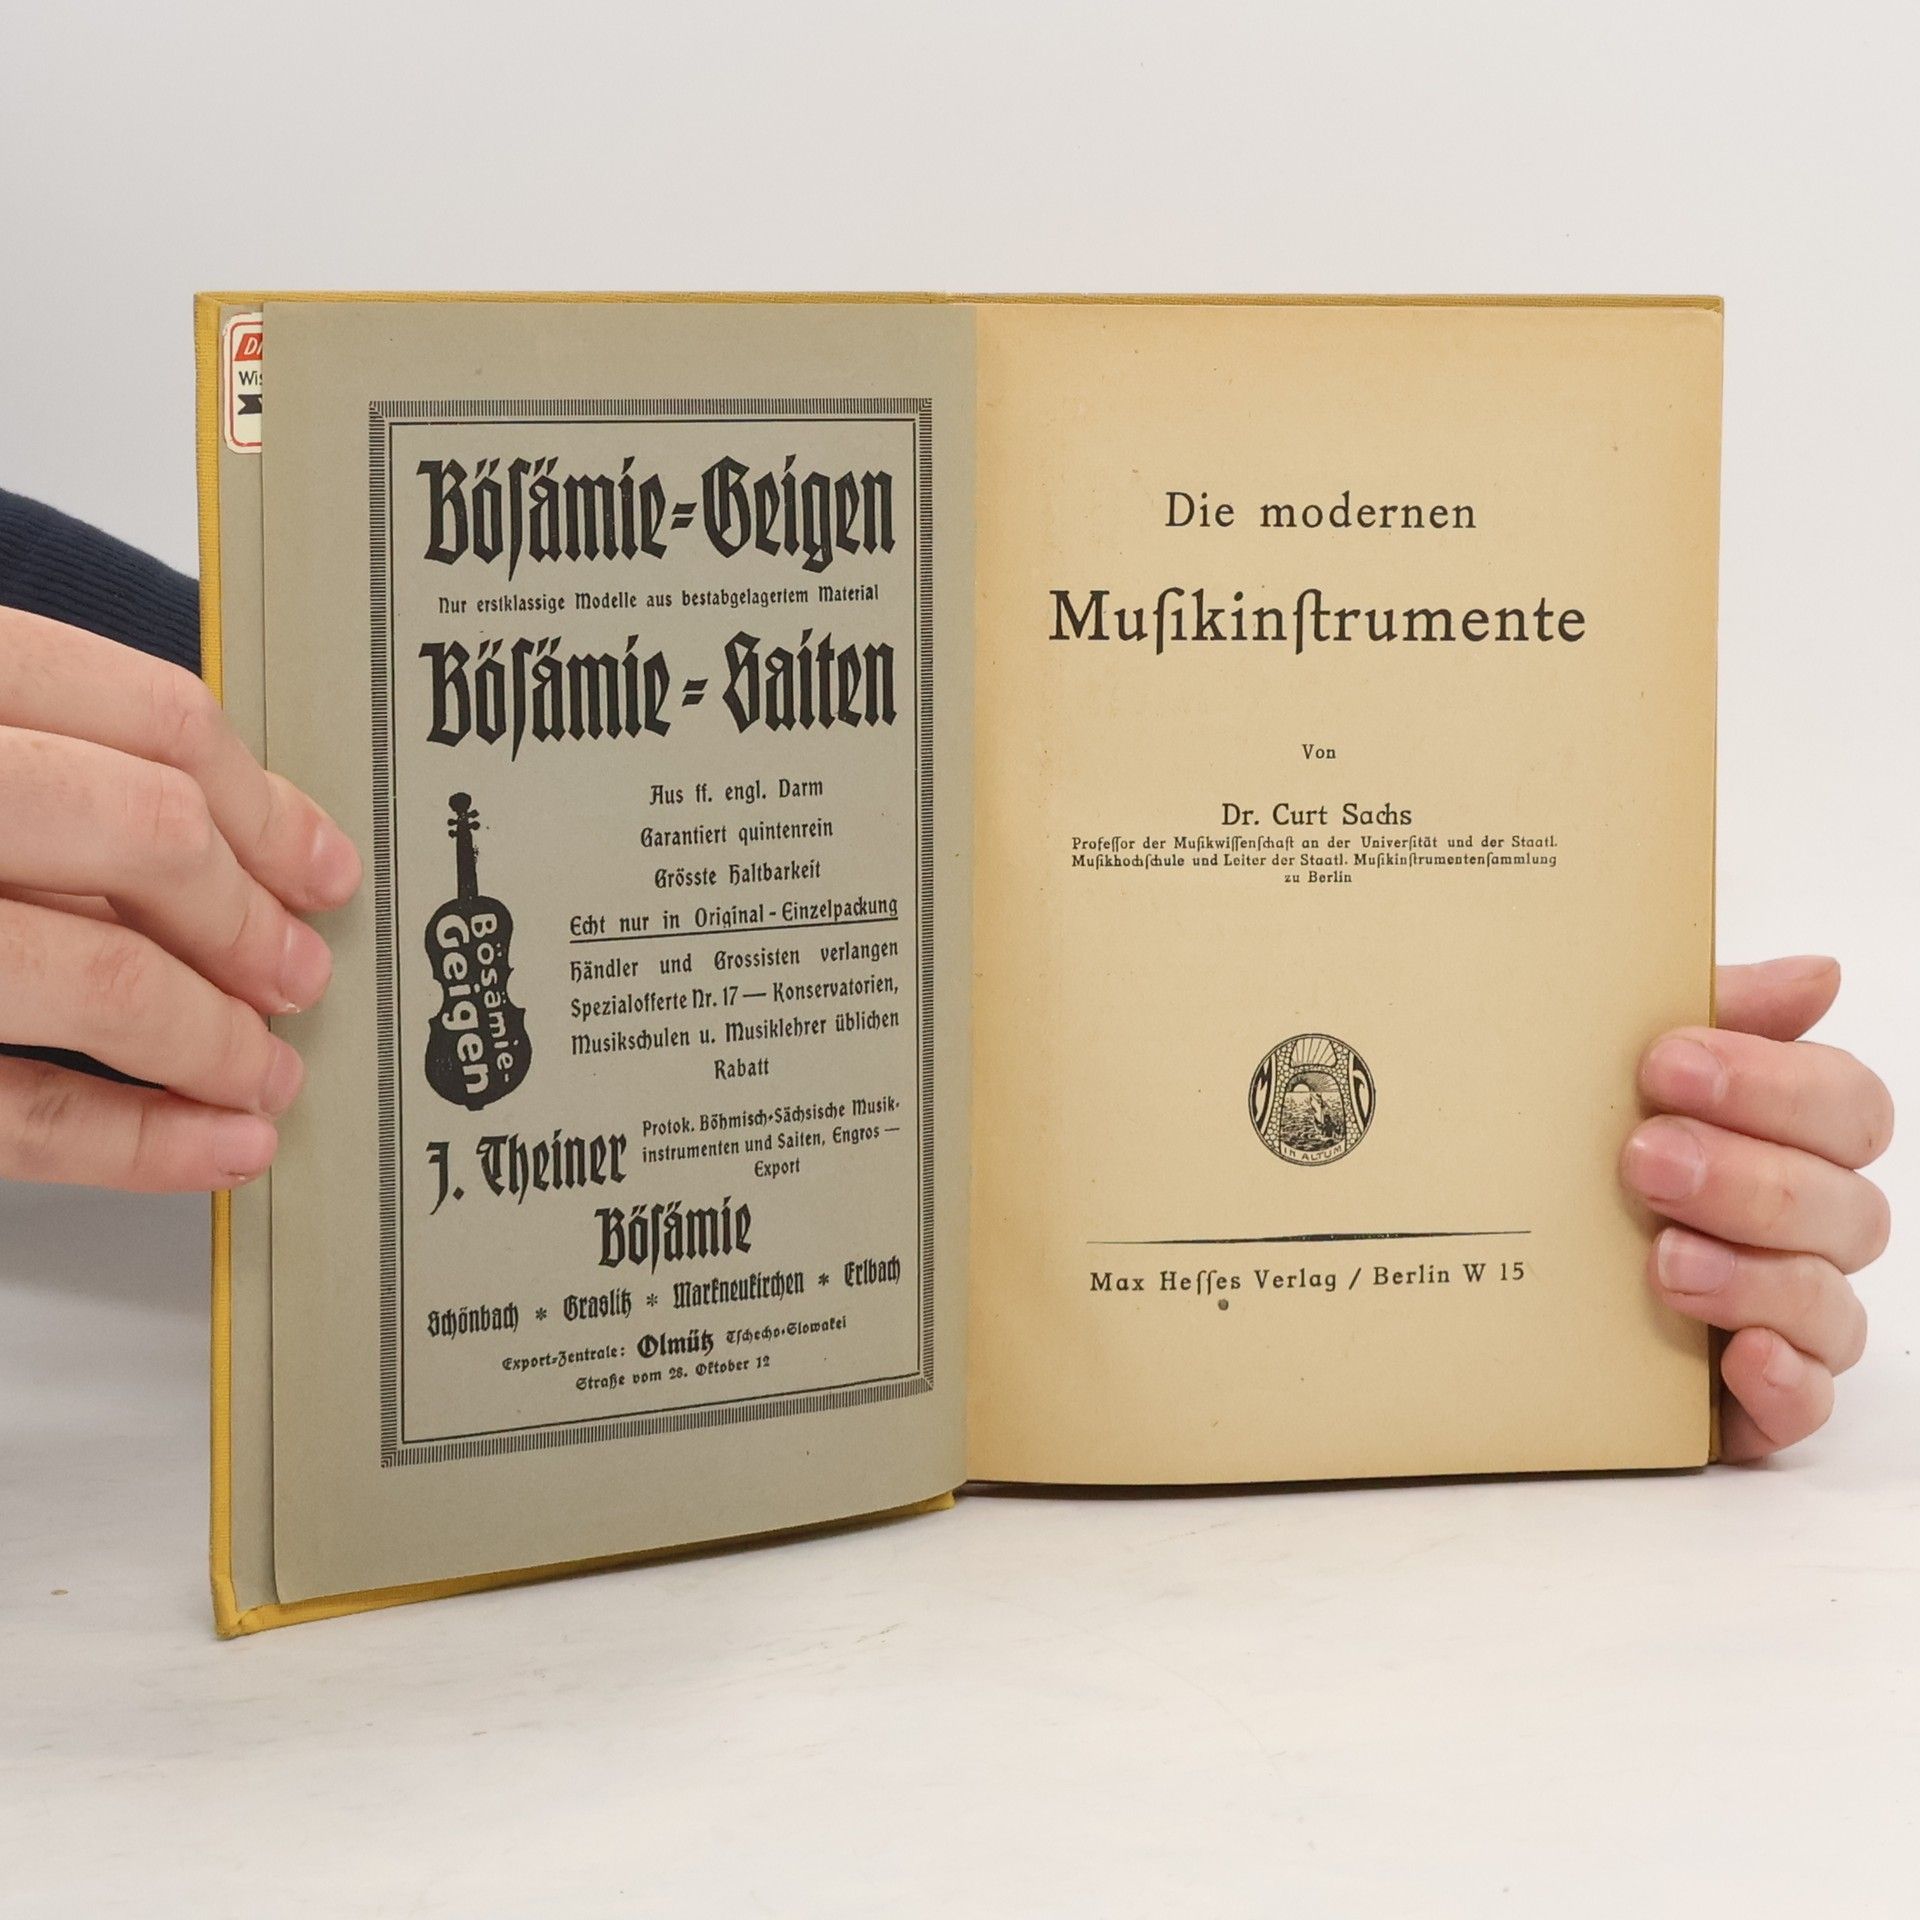 DI
Wis
Böſämie-Geigen
Nur erstklassige Modelle aus bestabgelagertem Material
Böſämie-Saiten
Aus ff. engl. Darm
Garantiert quintenrein
Grösste Haltbarkeit
Echt nur in Original-Einzelpackung
Händler und Grossisten verlangen
Spezialofferte Nr. 17 — Konservatorien,
Musikschulen u. Musiklehrer üblichen
Rabatt
Bösämie-
Geigen
J. Theiner
Protok. Böhmisch-Sächsische Musik-
instrumenten und Saiten, Engros —
Export
Böſämie
Schönbach * Graslitz * Markneukirchen * Erlbach
Export-Zentrale: Olmütz Tſchecho-Slowakei
Straße vom 28. Oktober 12
Die modernen
Muſikinſtrumente
Von
Dr. Curt Sachs
Profeſſor der Muſikwiſſenſchaft an der Univerſität und der Staatl.
Muſikhochſchule und Leiter der Staatl. Muſikinſtrumentenſammlung
zu Berlin
M H
IN ALTUM
Max Heſſes Verlag / Berlin W 15